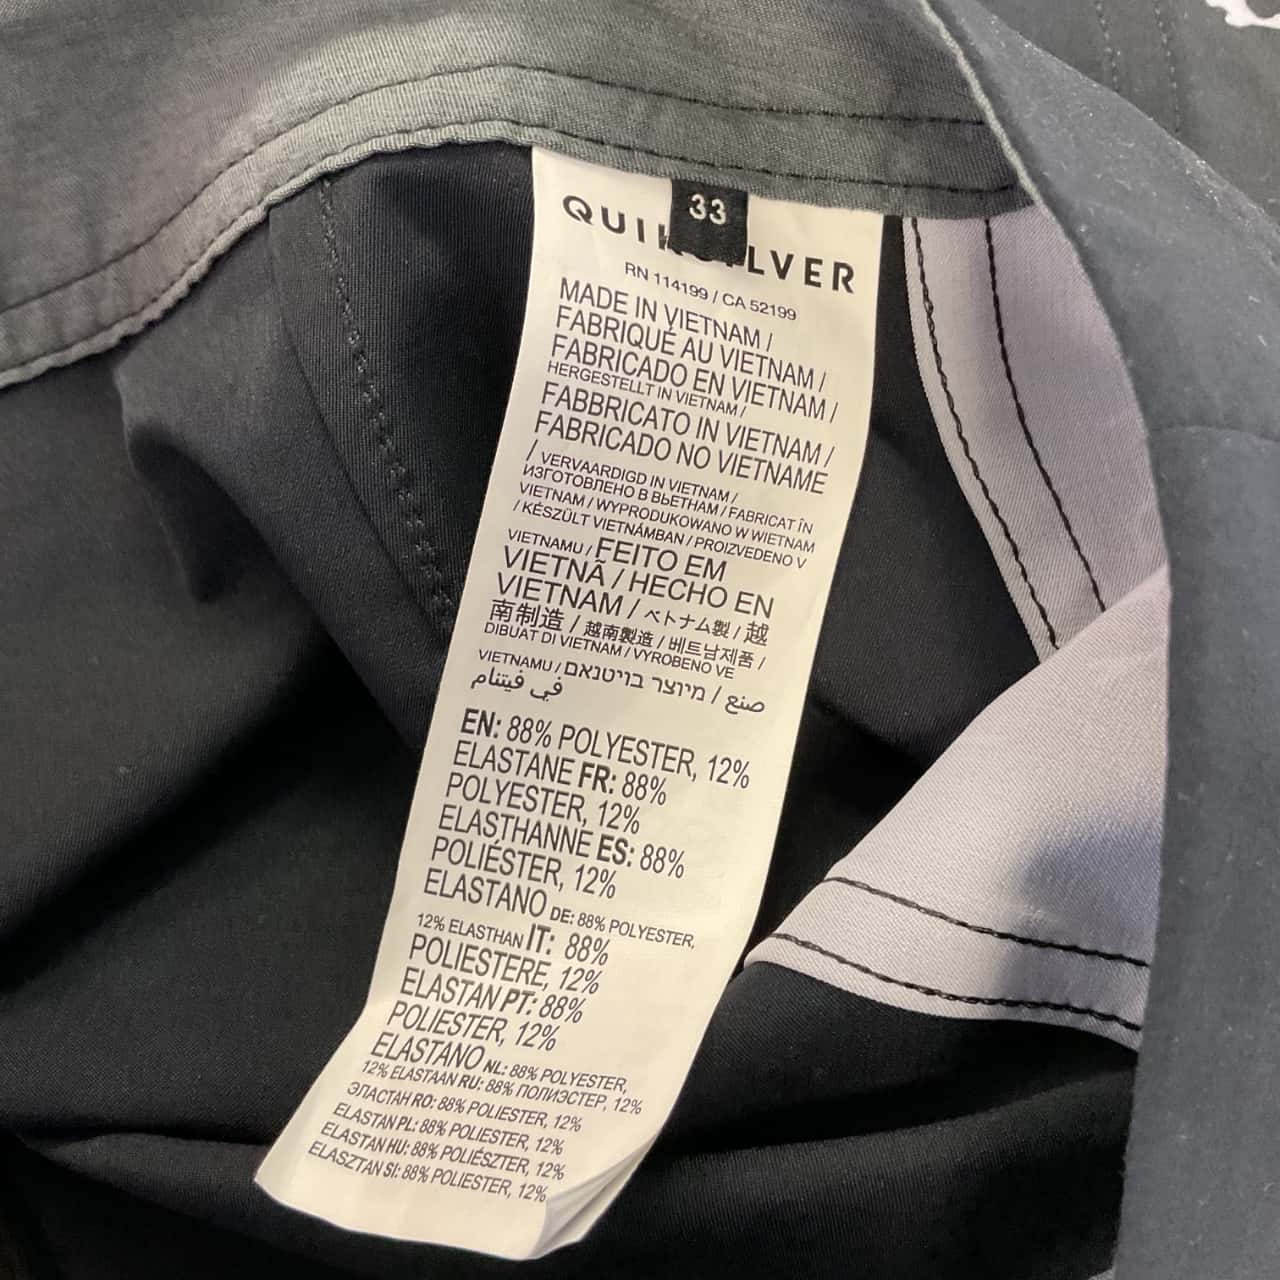 33
QUIKSILVER
RN 114199 / CA 52199
MADE IN VIETNAM /
FABRIQUÉ AU VIETNAM /
FABRICADO EN VIETNAM /
HERGESTELLT IN VIETNAM /
FABBRICATO IN VIETNAM /
FABRICADO NO VIETNAME
/ VERVAARDIGD IN VIETNAM /
ИЗГОТОВЛЕНО В ВЬЕТНАМ / FABRICAT ÎN
VIETNAM / WYPRODUKOWANO W WIETNAM
/ KÉSZÜLT VIETNÁMBAN / PROIZVEDENO V
VIETNAMU / FEITO EM
VIETNÃ / HECHO EN
VIETNAM / ベトナム製 / 越
南制造 / 越南製造 / 베트남제품 /
DIBUAT DI VIETNAM / VYROBENO VE
VIETNAMU / מיוצר בויטנאם / صنع
في فيتنام
EN: 88% POLYESTER, 12%
ELASTANE FR: 88%
POLYESTER, 12%
ELASTHANNE ES: 88%
POLIÉSTER, 12%
ELASTANO DE: 88% POLYESTER,
12% ELASTHAN IT: 88%
POLIESTERE, 12%
ELASTAN PT: 88%
POLIESTER, 12%
ELASTANO NL: 88% POLYESTER,
12% ELASTAAN RU: 88% ПОЛИЭСТЕР, 12%
ЭЛАСТАН RO: 88% POLIESTER, 12%
ELASTAN PL: 88% POLIESTER, 12%
ELASTAN HU: 88% POLIÉSZTER, 12%
ELASZTAN SI: 88% POLIESTER, 12%